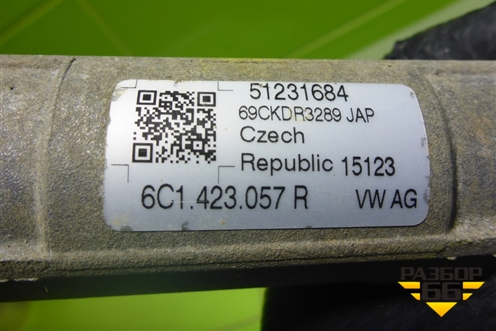 51231684
69CKDR3289 JAP
Czech
Republic 15123
6C1.423.057 R VW AG
РАЗБОР
66